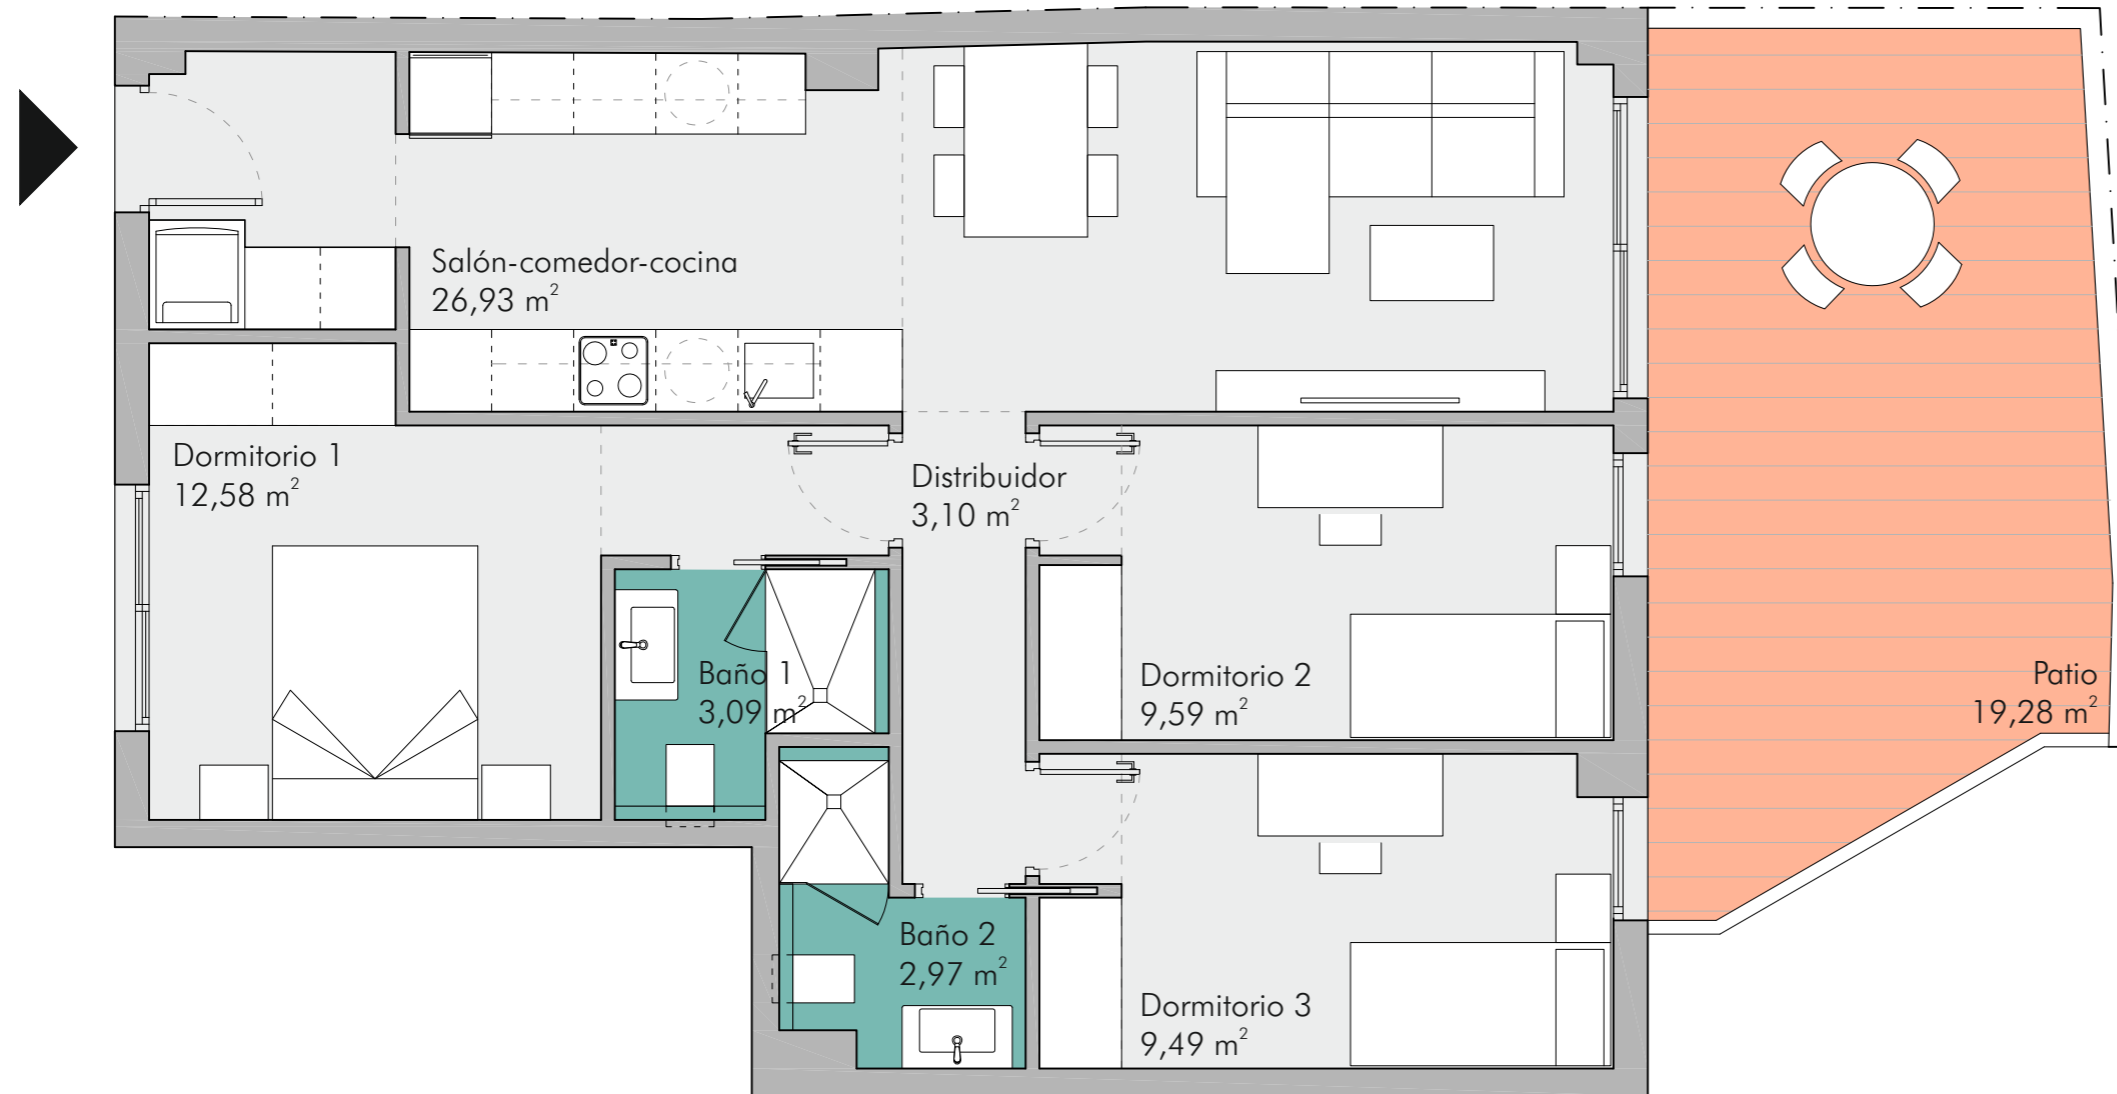 Salón-comedor-cocina
26,93 m²
Dormitorio 1
12,58 m²
Distribuidor
3,10 m²
Baño 1
3,09 m²
Dormitorio 2
9,59 m²
Patio
19,28 m²
Baño 2
2,97 m²
Dormitorio 3
9,49 m²